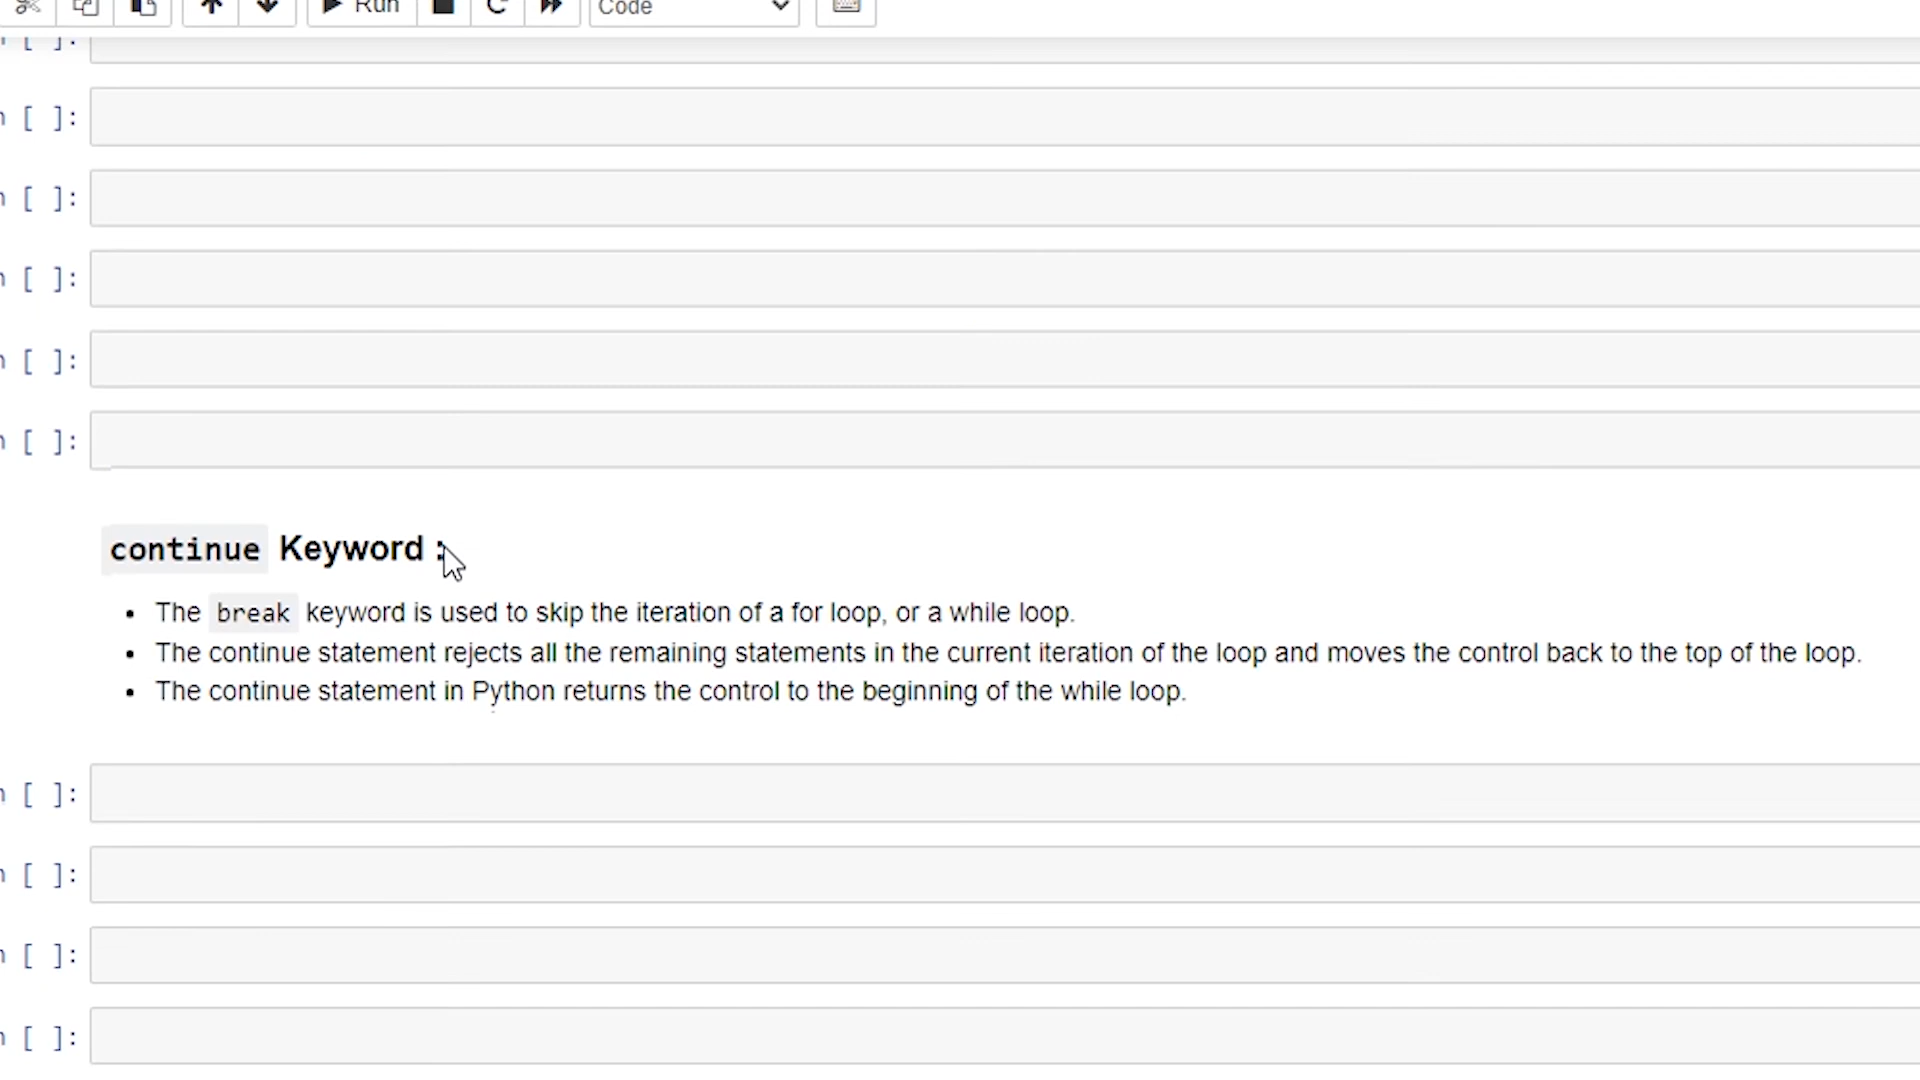 Run
Code
[ ]:
[ ]:
[ ]:
[ ]:
[ ]:
[ ]:
continue Keyword :
• The break keyword is used to skip the iteration of a for loop, or a while loop.
• The continue statement rejects all the remaining statements in the current iteration of the loop and moves the control back to the top of the loop.
• The continue statement in Python returns the control to the beginning of the while loop.
[ ]:
[ ]:
[ ]:
[ ]: